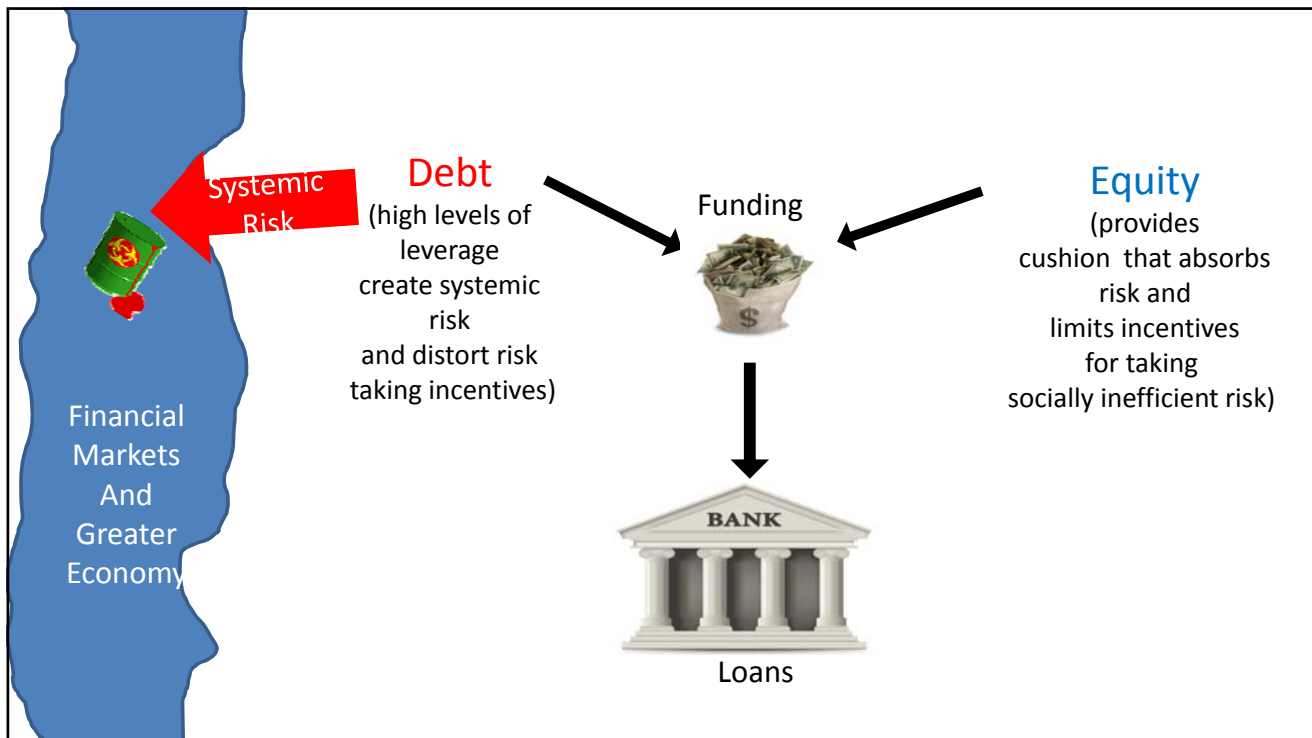 Systemic
Risk
Debt
(high levels of
leverage
create systemic
risk
and distort risk
taking incentives)
Funding
$
Equity
(provides
cushion that absorbs
risk and
limits incentives
for taking
socially inefficient risk)
Financial
Markets
And
Greater
Economy
BANK
Loans